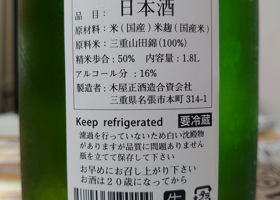 品目：日本酒
原材料：米(国産)米麹(国産米)
原料米：三重山田錦(100%)
精米歩合：50% 内容量：1.8L
アルコール分：16%
製造者：木屋正酒造合資会社
三重県名張市本町 314-1
Keep refrigerated 要冷蔵
濾過を行っていないため白い沈殿物
がありますが品質に問題ありません
瓶を立てて保存して下さい
お早めにお召し上がり下さい
お酒は20歳になってから
生